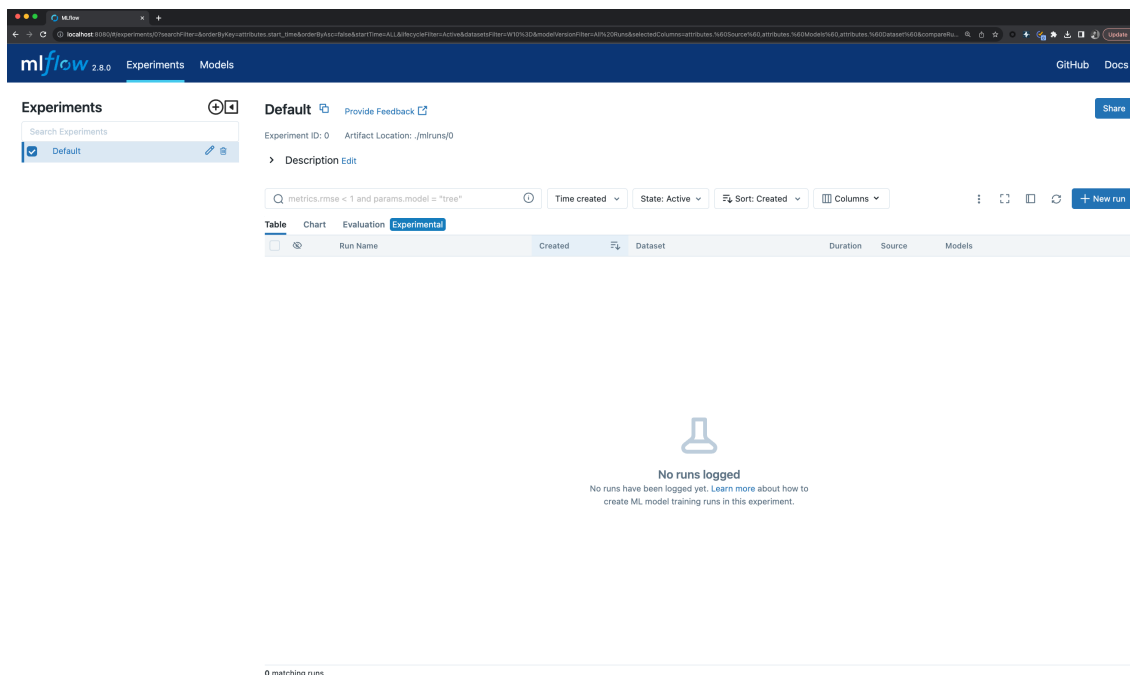 MLflow
localhost:8080/#/experiments/0?searchFilter=&orderByKey=attributes.start_time&orderByAsc=false&startTime=ALL&lifecycleFilter=Active&datasetsFilter=W10%3D&modelVersionFilter=All%20Runs&selectedColumns=attributes.%60Source%60,attributes.%60Models%60,attributes.%60Dataset%60&compareRu... Update
mlflow 2.8.0 Experiments Models GitHub Docs
Experiments
Search Experiments
Default
Default Provide Feedback Share
Experiment ID: 0 Artifact Location: ./mlruns/0
Description Edit
metrics.rmse < 1 and params.model = "tree" Time created State: Active Sort: Created Columns New run
Table Chart Evaluation Experimental
Run Name Created Dataset Duration Source Models
No runs logged
No runs have been logged yet. Learn more about how to
create ML model training runs in this experiment.
0 matching runs